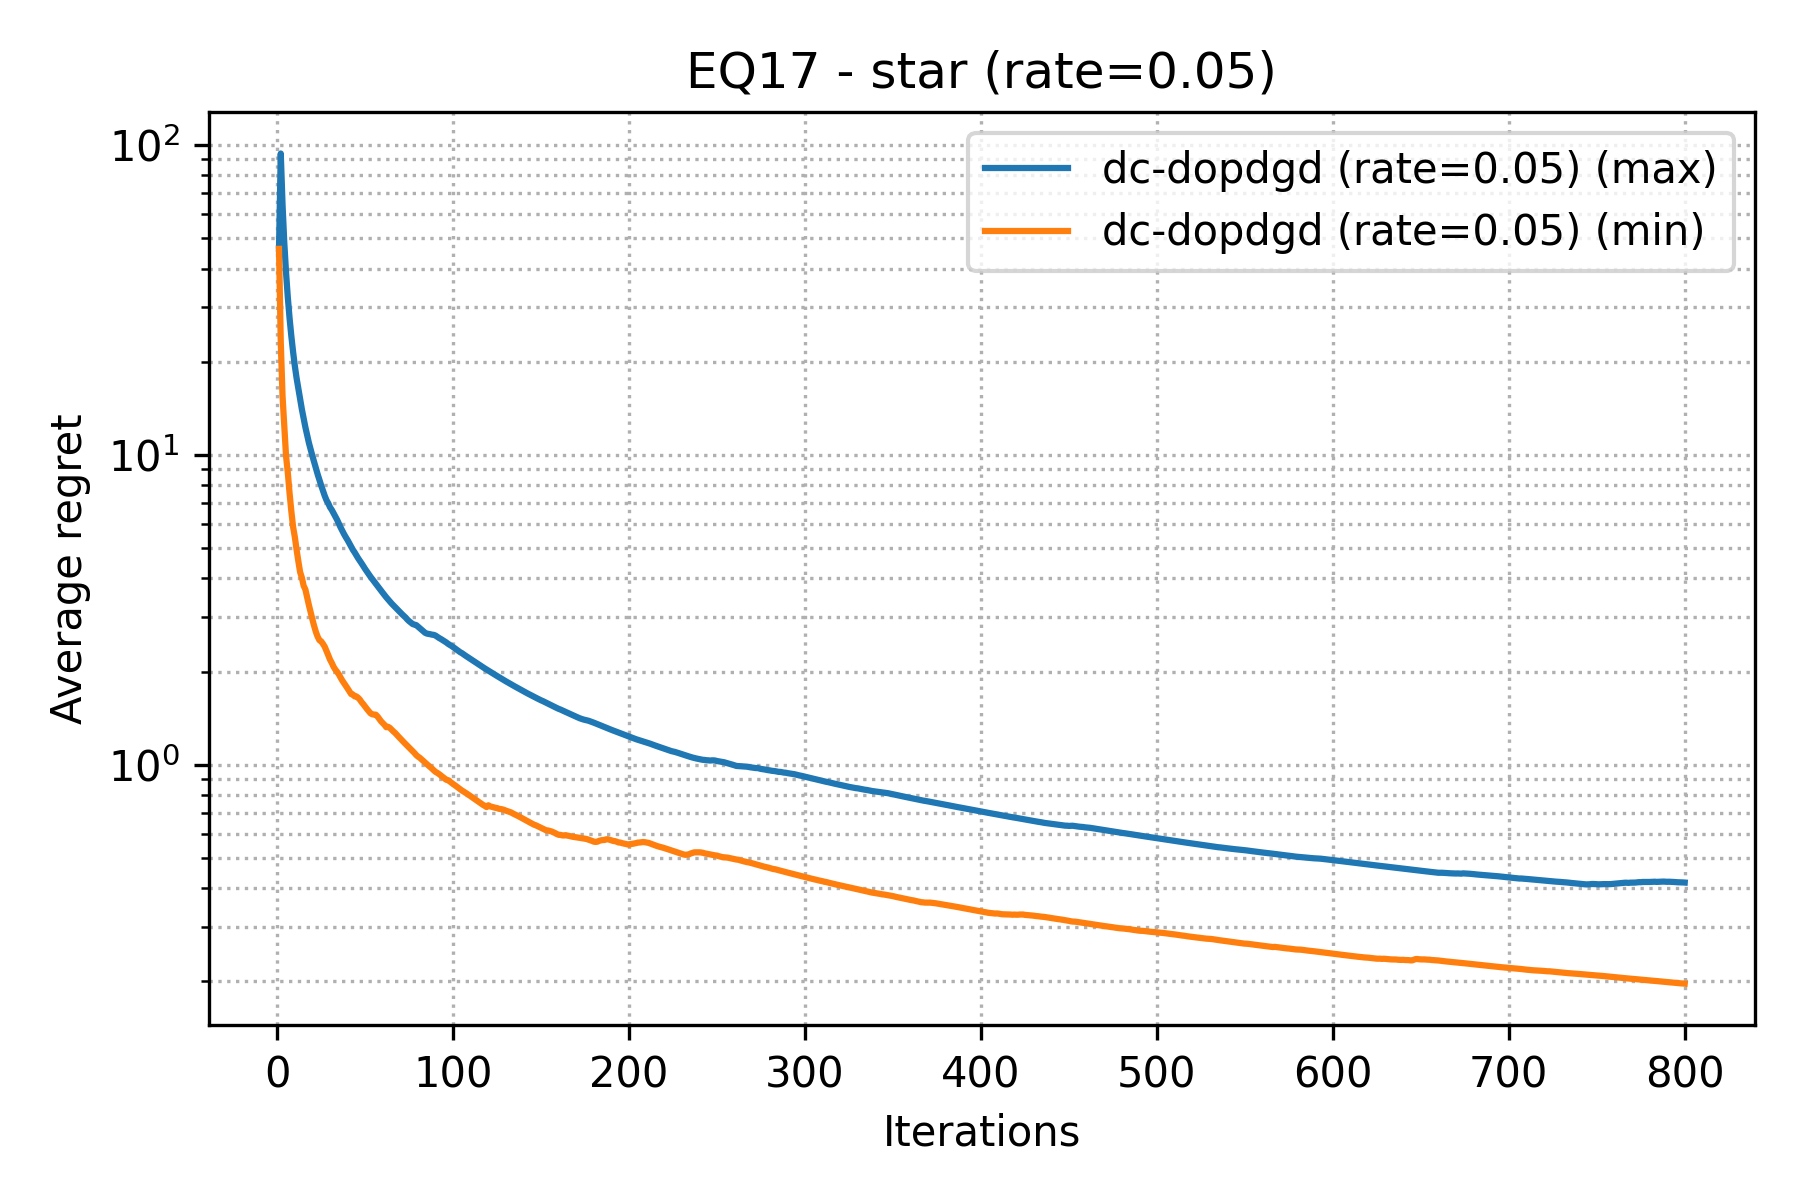 EQ17 - star (rate=0.05)
dc-dopdgd (rate=0.05) (max)
dc-dopdgd (rate=0.05) (min)
Average regret
10²
10¹
10⁰
0 100 200 300 400 500 600 700 800
Iterations